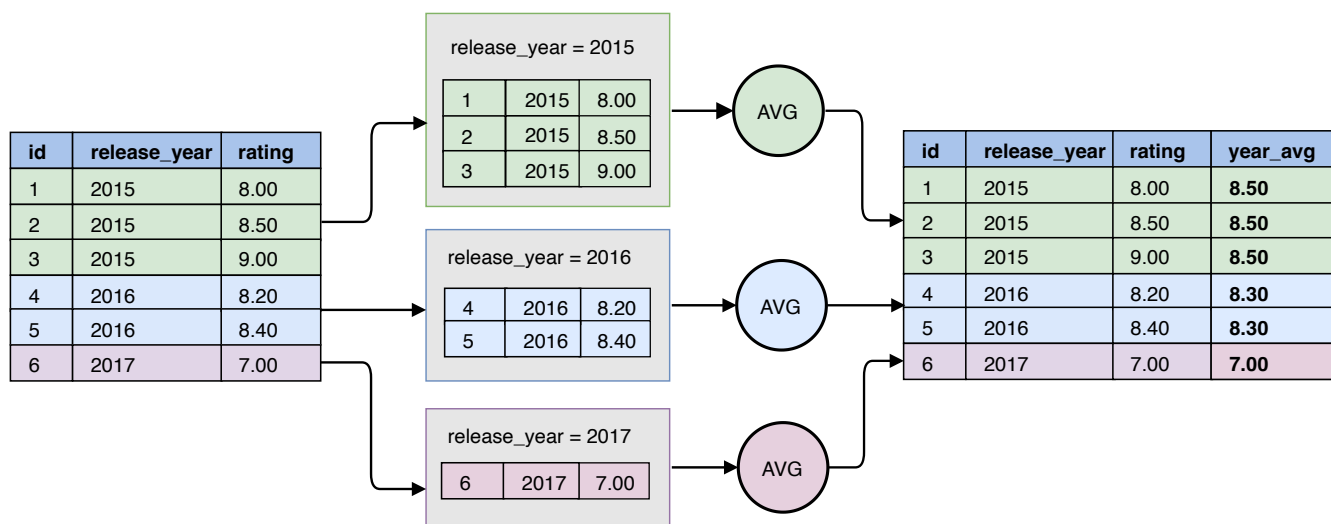 id release_year rating
1 2015 8.00
2 2015 8.50
3 2015 9.00
4 2016 8.20
5 2016 8.40
6 2017 7.00
release_year = 2015
1 2015 8.00
2 2015 8.50
3 2015 9.00
AVG
release_year = 2016
4 2016 8.20
5 2016 8.40
AVG
release_year = 2017
6 2017 7.00
AVG
id release_year rating year_avg
1 2015 8.00 8.50
2 2015 8.50 8.50
3 2015 9.00 8.50
4 2016 8.20 8.30
5 2016 8.40 8.30
6 2017 7.00 7.00